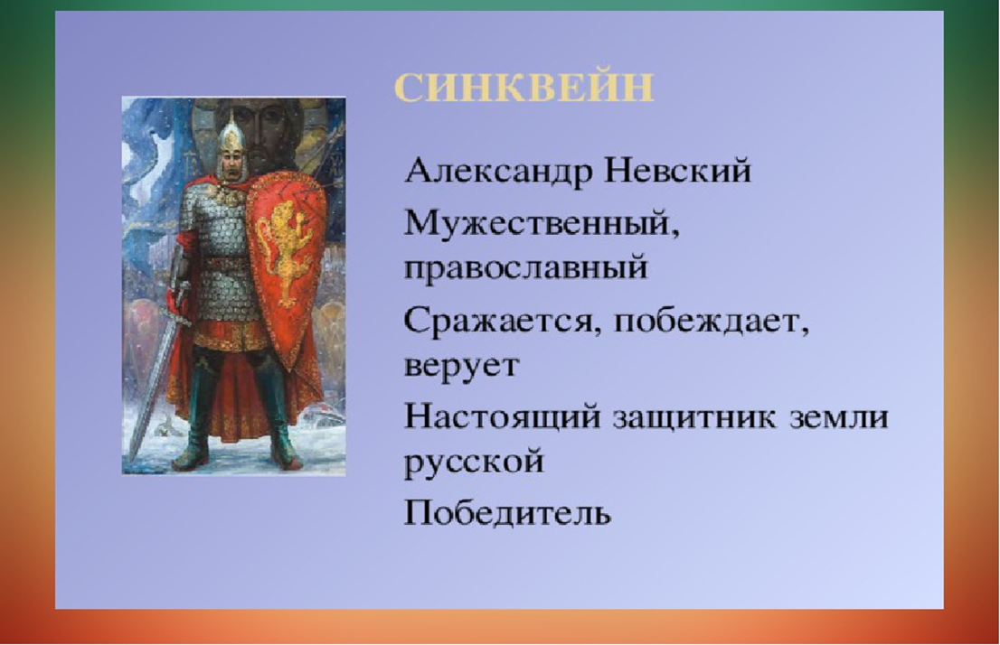 СИНКВЕЙН
Александр Невский
Мужественный,
православный
Сражается, побеждает,
верует
Настоящий защитник земли
русской
Победитель